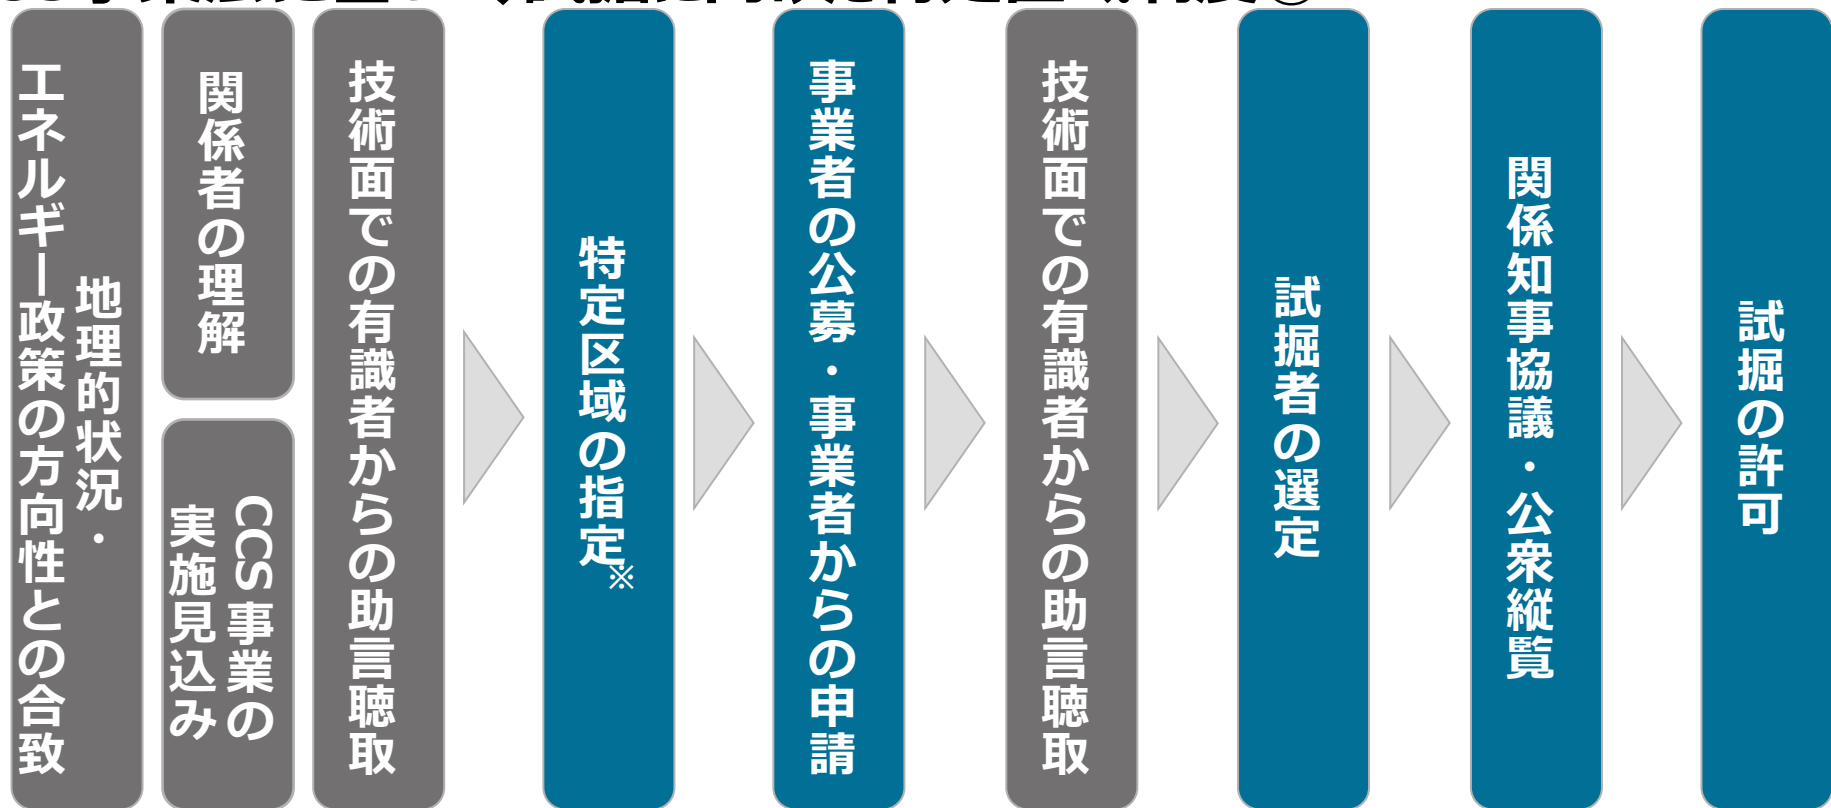 地理的状況・
エネルギー政策の方向性との合致
関係者の理解
CCS事業の
実施見込み
技術面での有識者からの助言聴取
特定区域の指定※
事業者の公募・事業者からの申請
技術面での有識者からの助言聴取
試掘者の選定
関係知事協議・公衆縦覧
試掘の許可